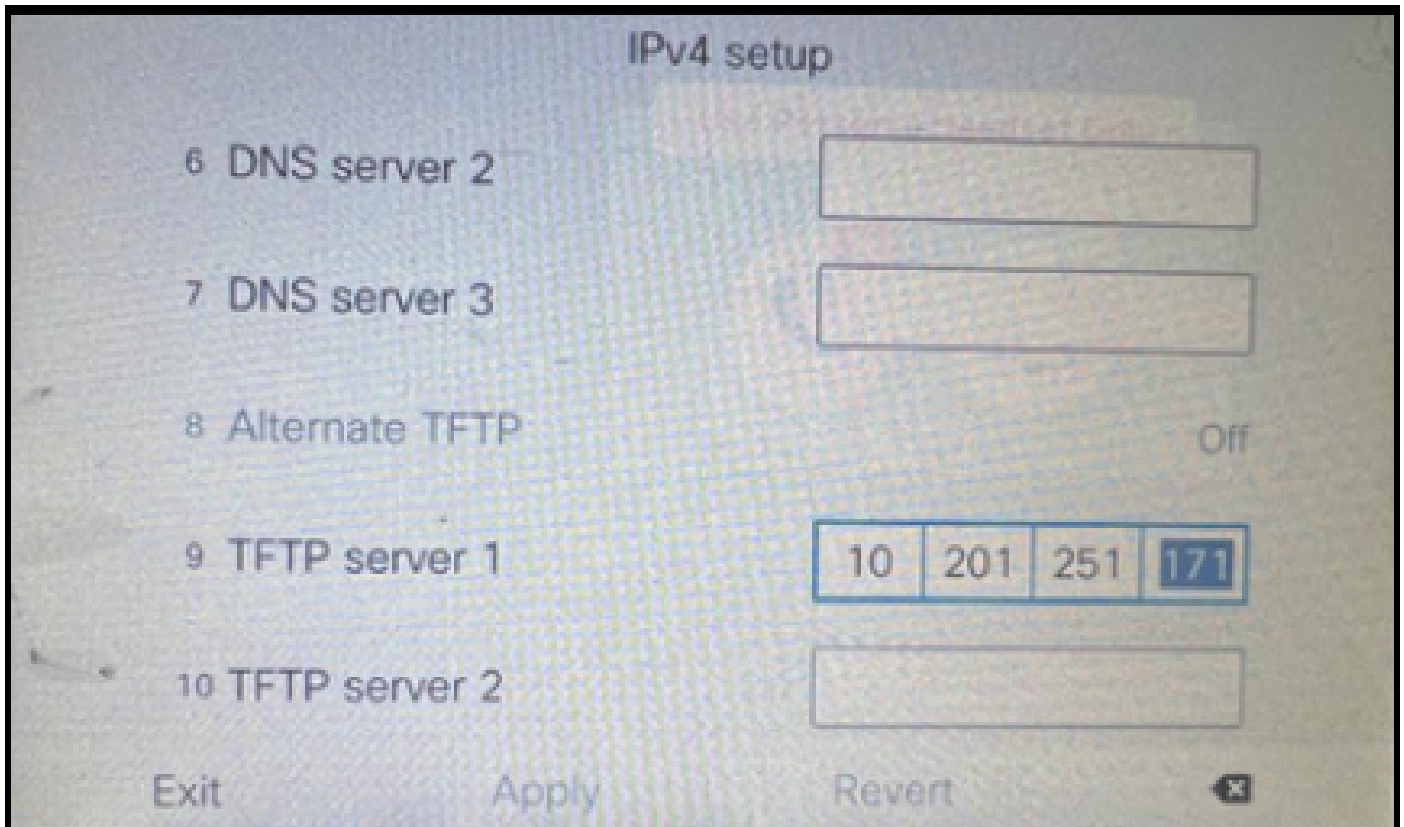 IPv4 setup
6 DNS server 2
7 DNS server 3
8 Alternate TFTP Off
9 TFTP server 1 10 201 251 171
10 TFTP server 2
Exit Apply Revert